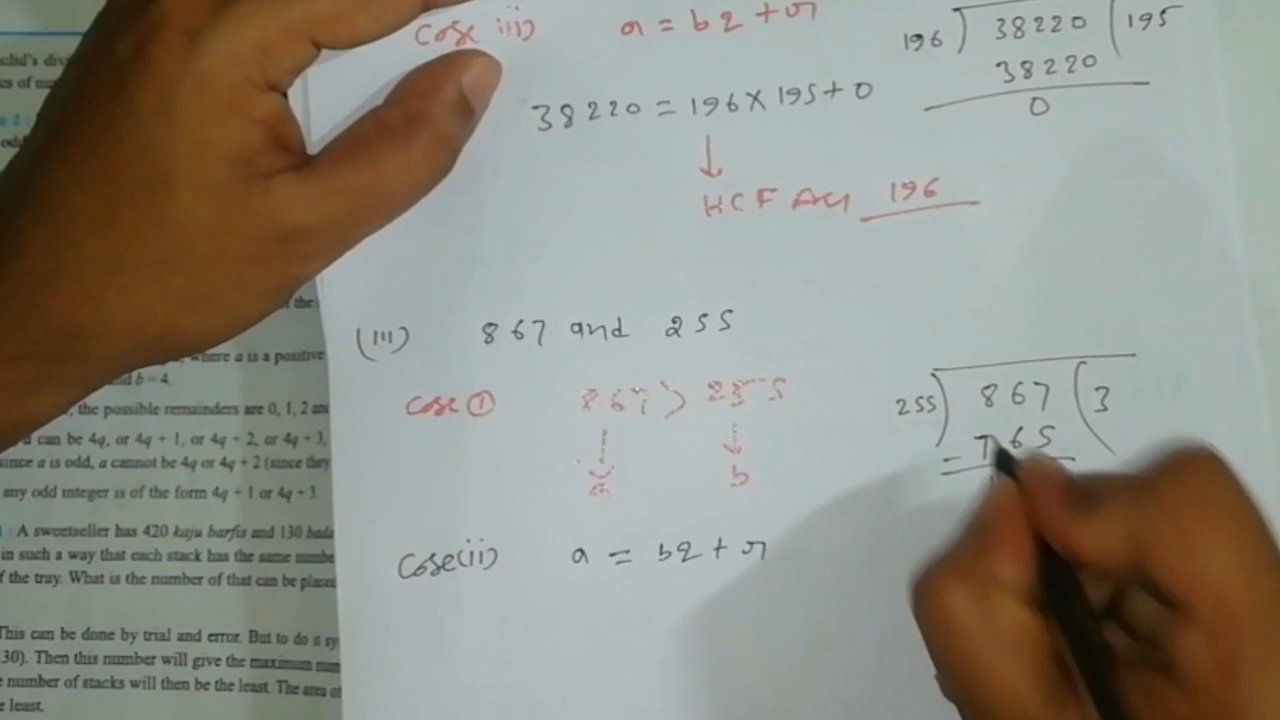 Case iii) a = bq + r
196 ) 38220 ( 195
38220
0
38220 = 196 × 195 + 0
↓
HCF 196
(III) 867 and 255
Case ① 867 > 255
a b
255 ) 867 ( 3
- 765
Case(ii) a = bq + r
where a is a positive
b = 4.
, the possible remainders are 0, 1, 2
a can be 4q, or 4q + 1, or 4q + 2, or 4q + 3,
since a is odd, a cannot be 4q or 4q + 2 (since they
any odd integer is of the form 4q + 1 or 4q + 3.
: A sweetseller has 420 kaju barfis and 130
in such a way that each stack has the same
the tray. What is the number of that can be placed
This can be done by trial and error. But to do it
30). Then this number will give the maximum
number of stacks will then be the least. The area of
least.